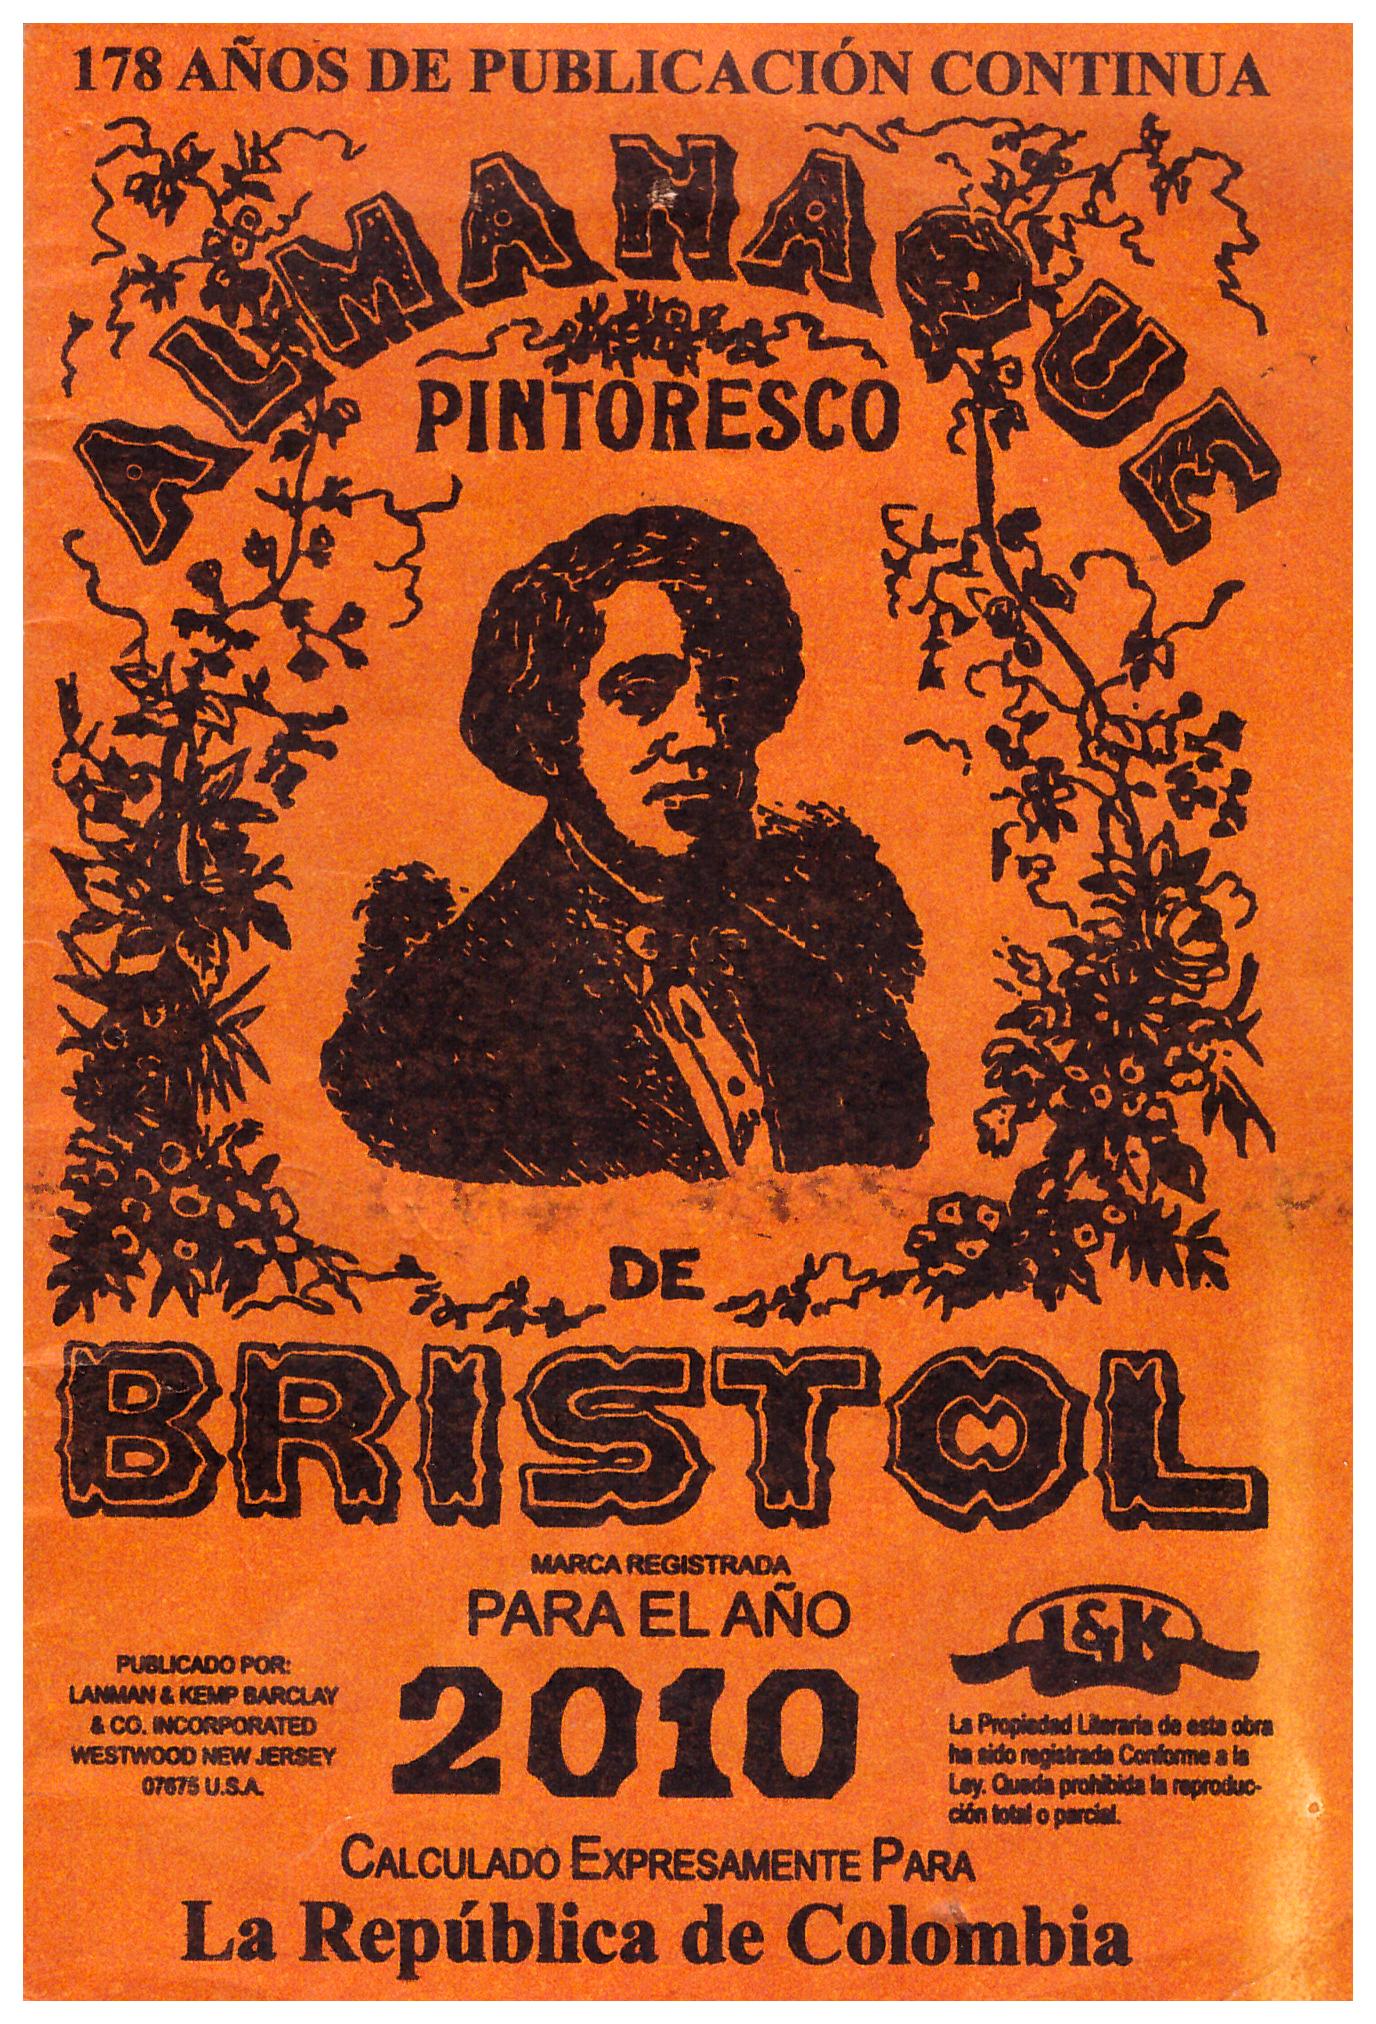 178 AÑOS DE PUBLICACIÓN CONTINUA
ALMANAQUE
PINTORESCO
DE
BRISTOL
MARCA REGISTRADA
PARA EL AÑO
2010
PUBLICADO POR:
LANMAN & KEMP BARCLAY
& CO. INCORPORATED
WESTWOOD NEW JERSEY
07675 U.S.A.
L&K
La Propiedad Literaria de esta obra
ha sido registrada Conforme a la
Ley. Queda prohibida la reproduc-
ción total o parcial.
CALCULADO EXPRESAMENTE PARA
La República de Colombia